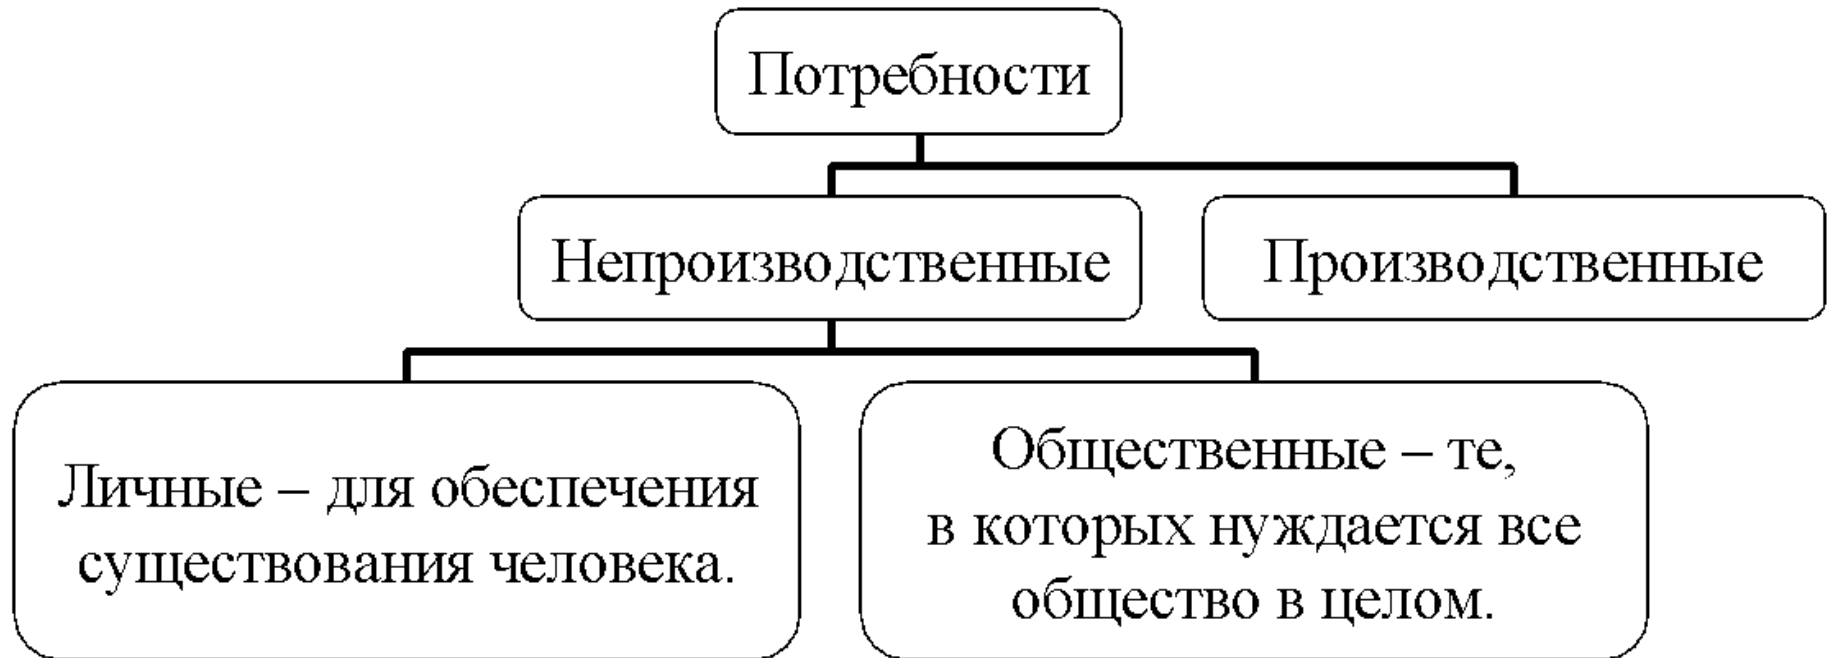 Потребности
Непроизводственные
Производственные
Личные – для обеспечения
существования человека.
Общественные – те,
в которых нуждается все
общество в целом.